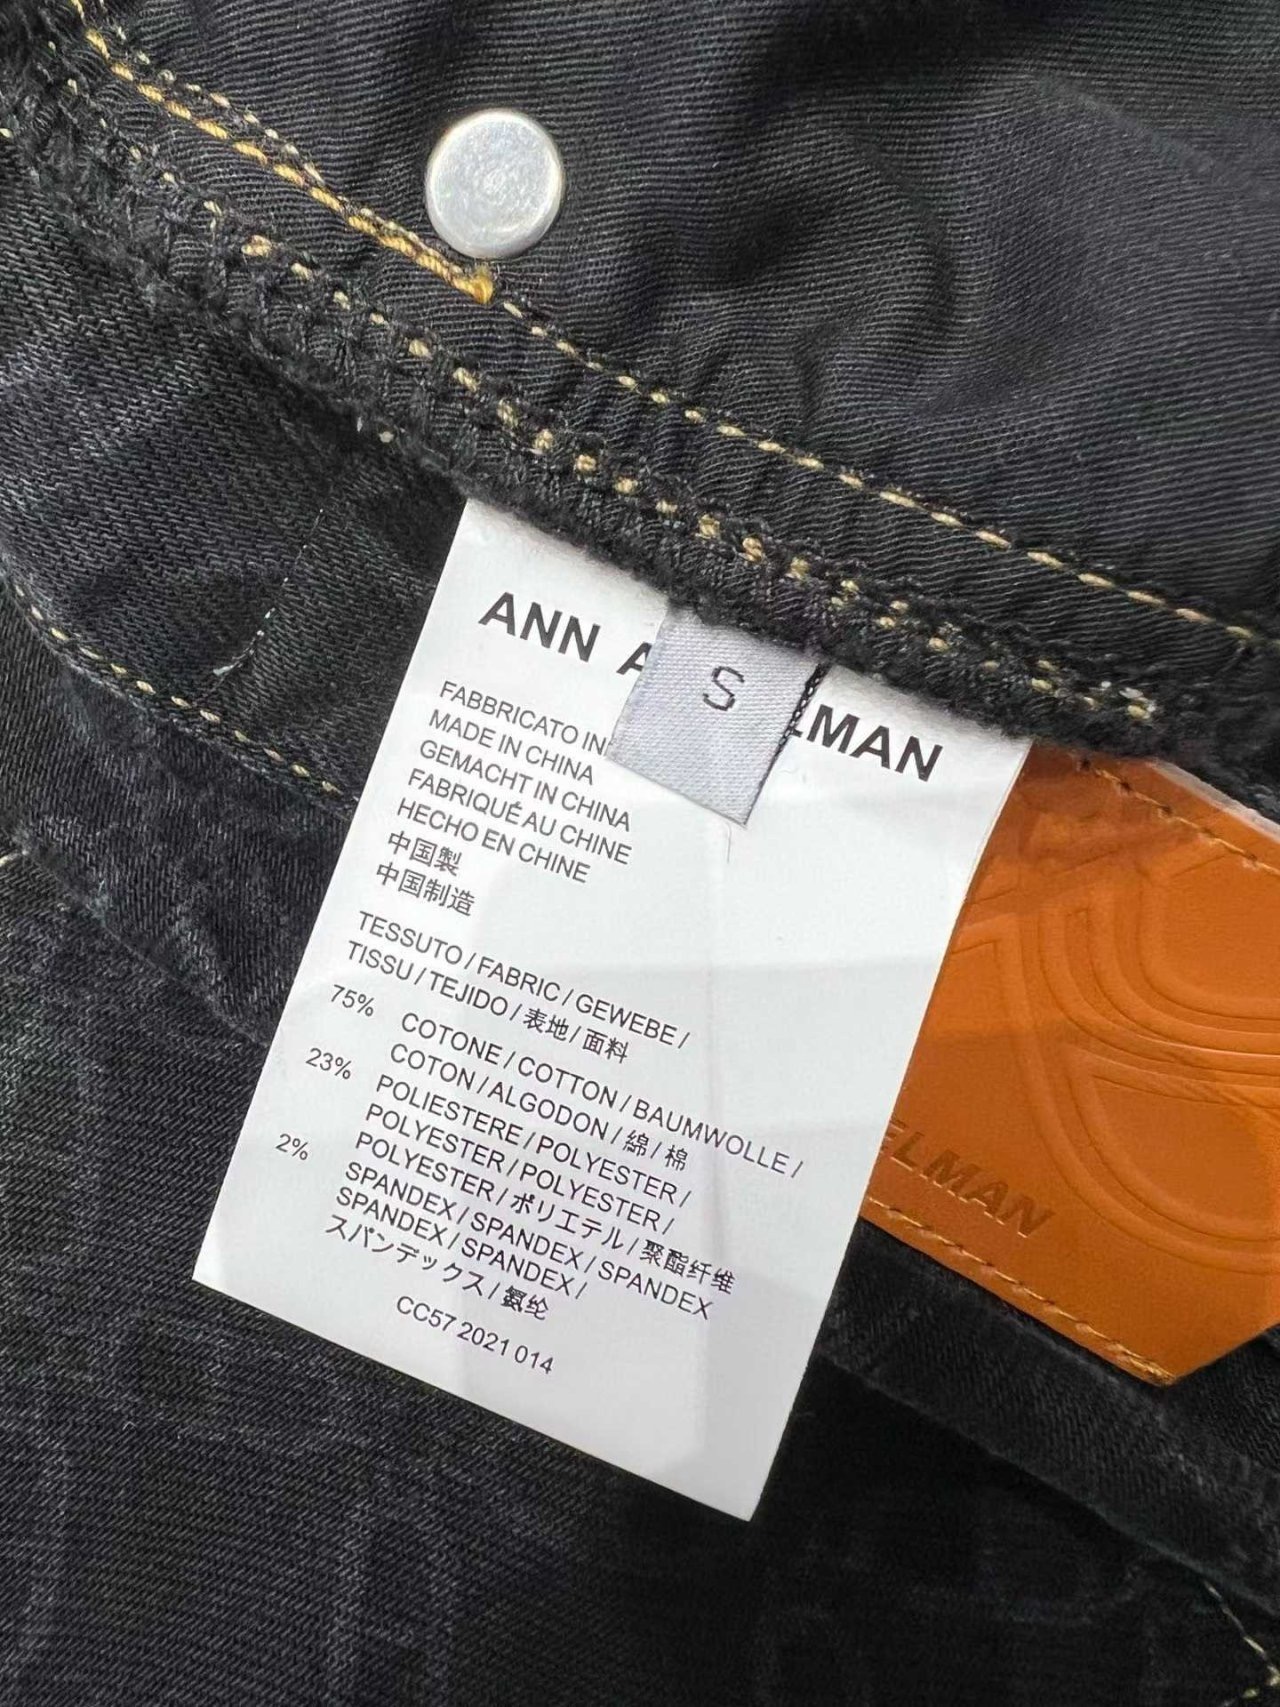 ANN
LMAN
S
FABBRICATO IN
MADE IN CHINA
GEMACHT IN CHINA
FABRIQUÉ AU CHINE
HECHO EN CHINE
中国製
中国制造
TESSUTO / FABRIC / GEWEBE /
TISSU / TEJIDO / 表地 / 面料
75% COTONE / COTTON / BAUMWOLLE /
COTON / ALGODON / 綿 / 棉
23% POLIESTERE / POLYESTER /
POLYESTER / POLYESTER /
POLYESTER / ポリエテル / 聚酯纤维
2% SPANDEX / SPANDEX / SPANDEX
SPANDEX / SPANDEX /
スパンデックス / 氨纶
CC57 2021 014
ELMAN